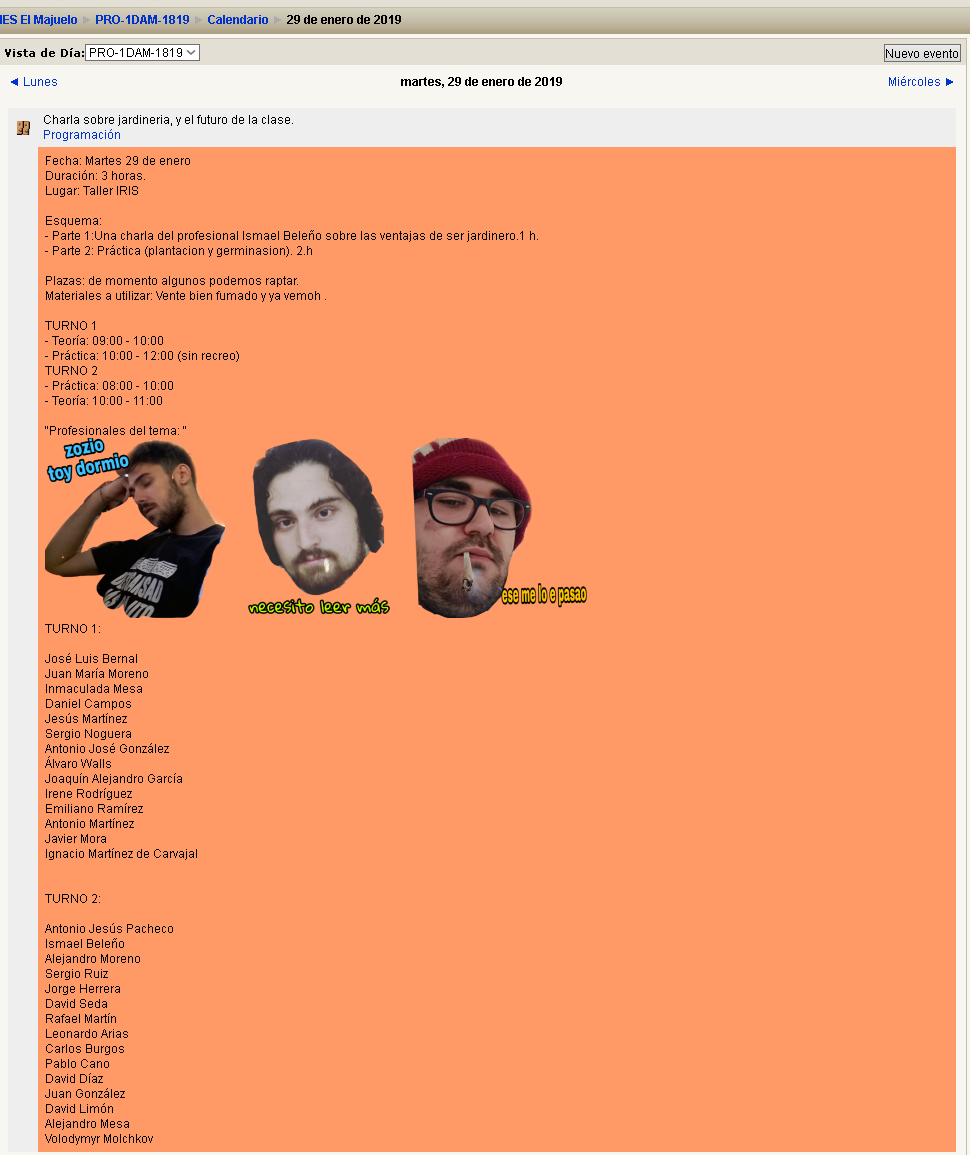 IES El Majuelo ► PRO-1DAM-1819 ► Calendario ► 29 de enero de 2019
Vista de Día: PRO-1DAM-1819
Nuevo evento
◄ Lunes
martes, 29 de enero de 2019
Miércoles ►
Charla sobre jardineria, y el futuro de la clase.
Programación
Fecha: Martes 29 de enero
Duración: 3 horas.
Lugar: Taller IRIS
Esquema:
- Parte 1:Una charla del profesional Ismael Beleño sobre las ventajas de ser jardinero.1 h.
- Parte 2: Práctica (plantacion y germinasion). 2.h
Plazas: de momento algunos podemos raptar.
Materiales a utilizar: Vente bien fumado y ya vemoh .
TURNO 1
- Teoría: 09:00 - 10:00
- Práctica: 10:00 - 12:00 (sin recreo)
TURNO 2
- Práctica: 08:00 - 10:00
- Teoría: 10:00 - 11:00
"Profesionales del tema: "
zozio
toy dormio
necesito leer más
ese me lo e pasao
TURNO 1:
José Luis Bernal
Juan María Moreno
Inmaculada Mesa
Daniel Campos
Jesús Martínez
Sergio Noguera
Antonio José González
Álvaro Walls
Joaquín Alejandro García
Irene Rodríguez
Emiliano Ramírez
Antonio Martínez
Javier Mora
Ignacio Martínez de Carvajal
TURNO 2:
Antonio Jesús Pacheco
Ismael Beleño
Alejandro Moreno
Sergio Ruiz
Jorge Herrera
David Seda
Rafael Martín
Leonardo Arias
Carlos Burgos
Pablo Cano
David Díaz
Juan González
David Limón
Alejandro Mesa
Volodymyr Molchkov